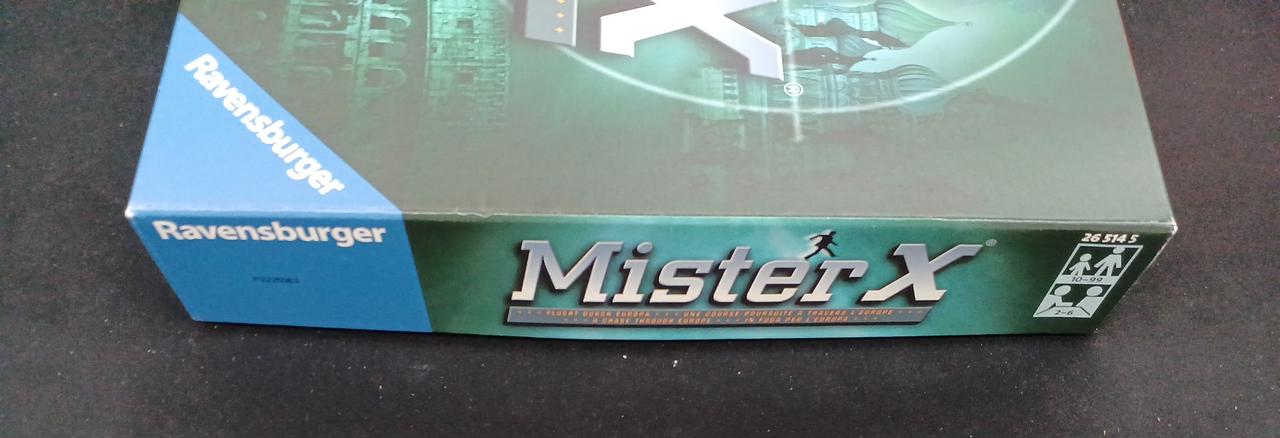 X®
Ravensburger
Ravensburger
Mister X®
FLUCHT DURCH EUROPA • • • UNE COURSE POURSUITE À TRAVERS L'EUROPE
A CHASE THROUGH EUROPE • • • IN FUGA PER L'EUROPA
26 514 5
10–99
2–6